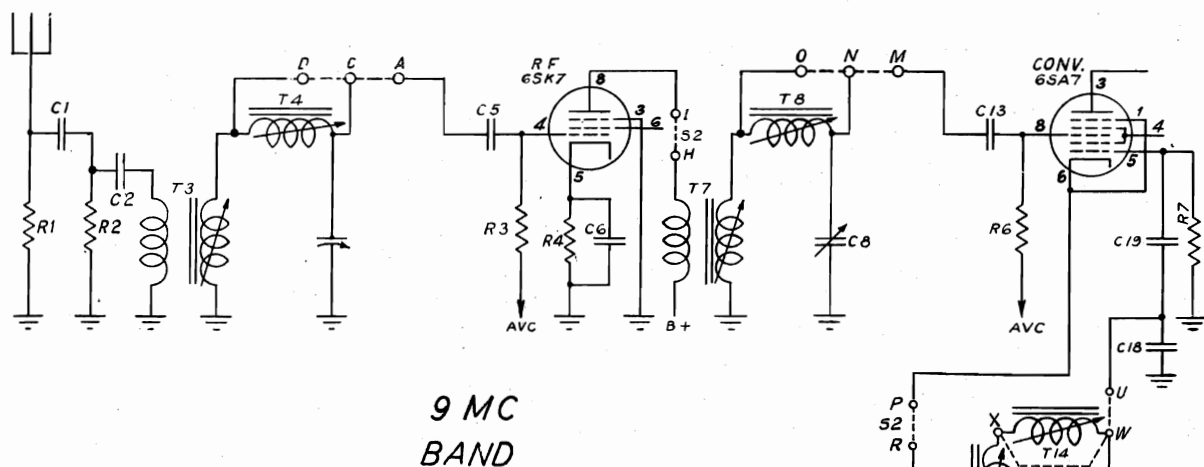 D C A
T4
C1
C2
R1
R2
T3
C5
RF
6SK7
8
3
6
4
5
I
S2
H
R3
R4
C6
AVC
T7
B+
O N M
T8
C8
C13
CONV.
6SA7
3
1
4
8
5
6
R6
AVC
C19
R7
C18
P
S2
R
U
X
W
T14
9 MC
BAND